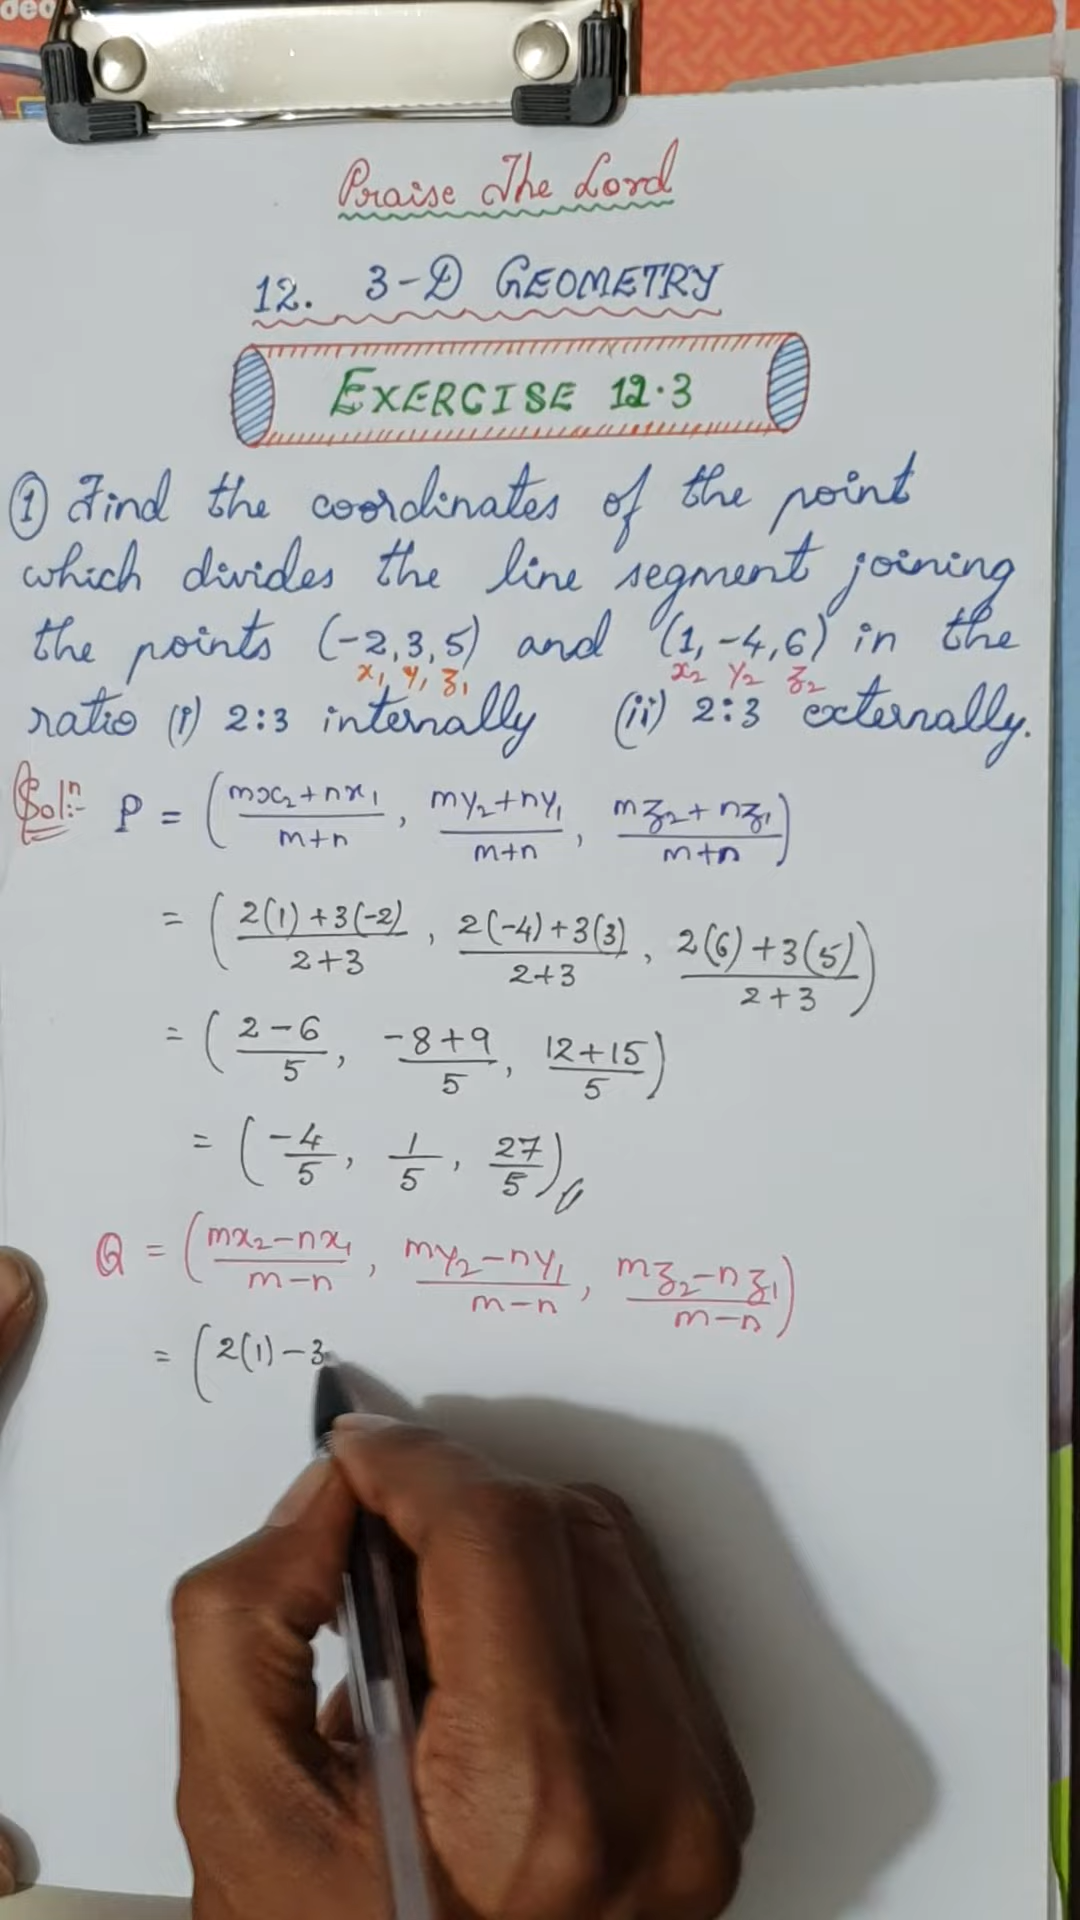 deo
Praise The Lord
12. 3-D GEOMETRY
EXERCISE 12.3
① Find the coordinates of the point
which divides the line segment joining
the points (-2,3,5) and (1,-4,6) in the
x₁ y₁ z₁ x₂ y₂ z₂
ratio (i) 2:3 internally (ii) 2:3 externally.
Solⁿ:- P = ((mx₂+nx₁)/(m+n), (my₂+ny₁)/(m+n), (mz₂+nz₁)/(m+n))
= ((2(1)+3(-2))/(2+3), (2(-4)+3(3))/(2+3), (2(6)+3(5))/(2+3))
= ((2-6)/5, (-8+9)/5, (12+15)/5)
= (-4/5, 1/5, 27/5)
Q = ((mx₂-nx₁)/(m-n), (my₂-ny₁)/(m-n), (mz₂-nz₁)/(m-n))
= (2(1)-3